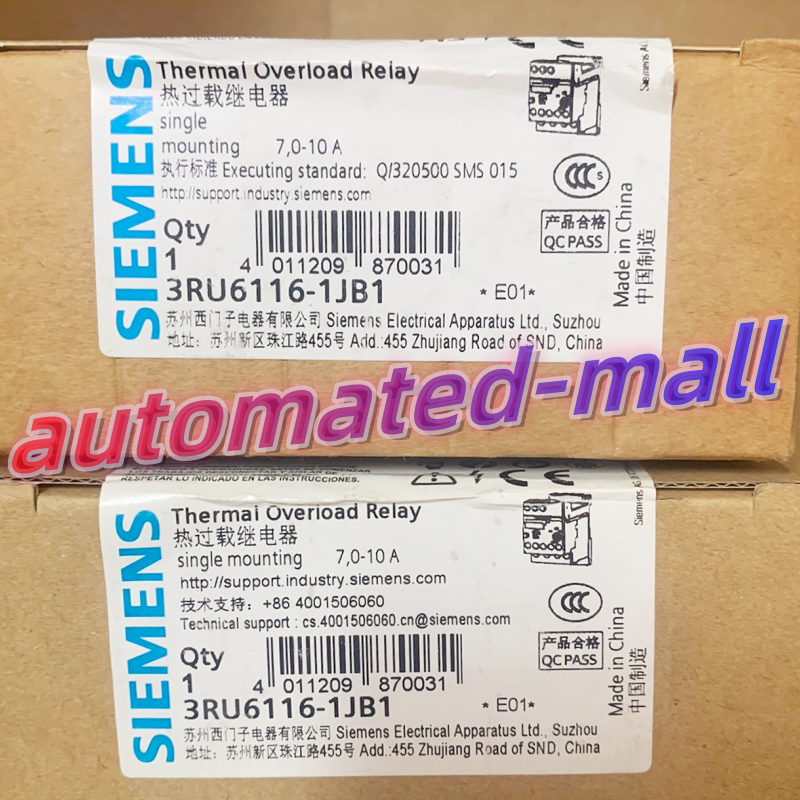 SIEMENS
Thermal Overload Relay
热过载继电器
single
mounting 7,0-10 A
执行标准 Executing standard: Q/320500 SMS 015
http://support.industry.siemens.com
Siemens AG
CCC S
产品合格
QC PASS
Made in China
中国制造
Qty
1
4 011209 870031
3RU6116-1JB1 *E01*
苏州西门子电器有限公司 Siemens Electrical Apparatus Ltd., Suzhou
地址: 苏州新区珠江路455号 Add.:455 Zhujiang Road of SND, China
automated-mall
RESPETAR LO INDICADO EN LAS INSTRUCCIONES.
CE
SIEMENS
Thermal Overload Relay
热过载继电器
single mounting 7,0-10 A
http://support.industry.siemens.com
技术支持: +86 4001506060
Technical support : cs.4001506060.cn@siemens.com
Siemens AG
CCC
产品合格
QC PASS
Made in China
中国制造
Qty
1
4 011209 870031
3RU6116-1JB1 *E01*
苏州西门子电器有限公司 Siemens Electrical Apparatus Ltd., Suzhou
地址: 苏州新区珠江路455号 Add.:455 Zhujiang Road of SND, China